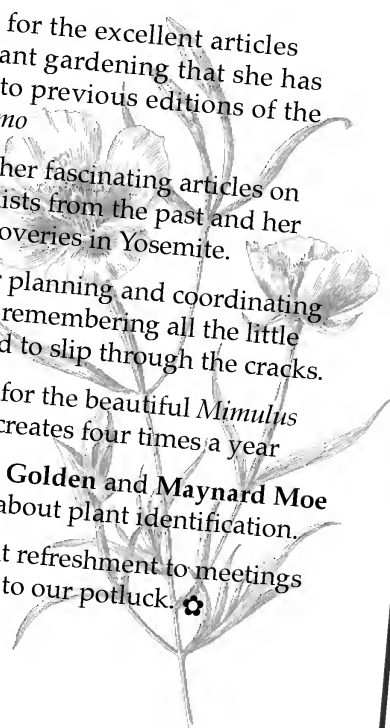 for the excellent articles
ant gardening that she has
to previous editions of the
no
her fascinating articles on
ists from the past and her
overies in Yosemite.
planning and coordinating
remembering all the little
d to slip through the cracks.
for the beautiful Mimulus
creates four times a year
Golden and Maynard Moe
about plant identification.
t refreshment to meetings
to our potluck.